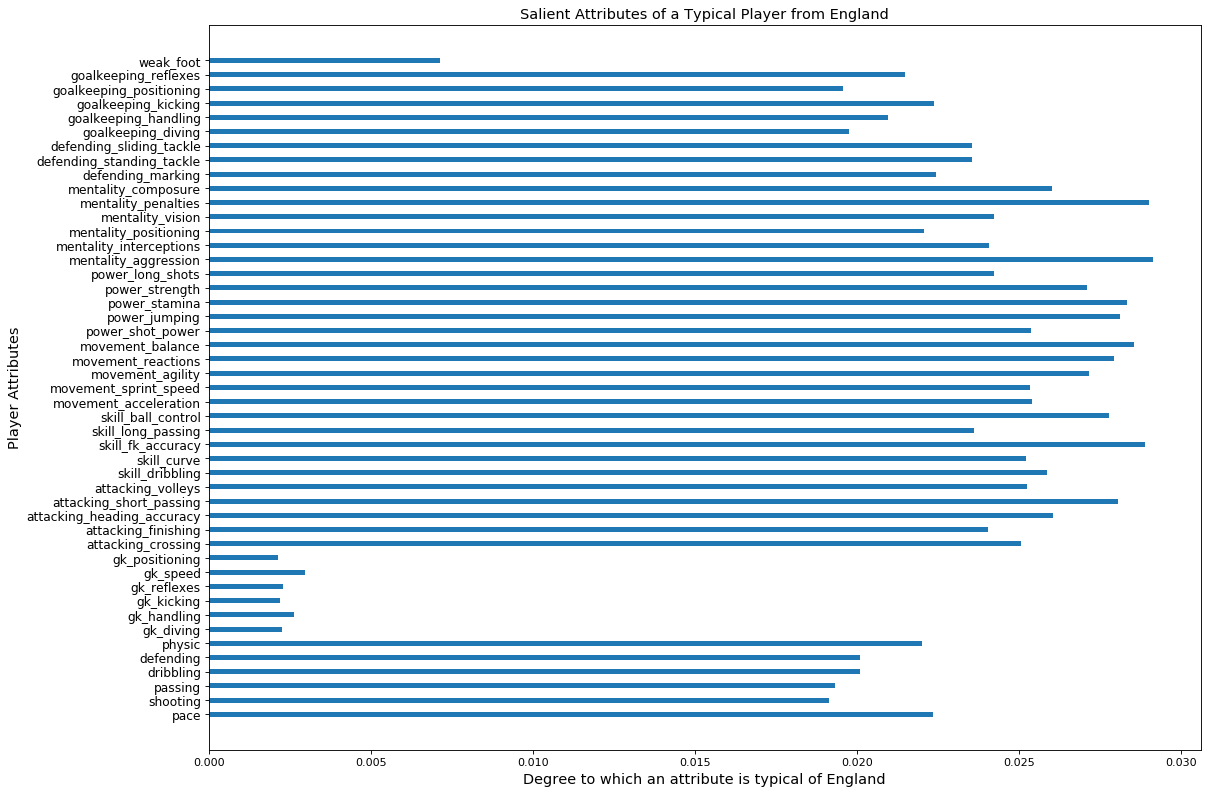 Salient Attributes of a Typical Player from England
Player Attributes
weak_foot
goalkeeping_reflexes
goalkeeping_positioning
goalkeeping_kicking
goalkeeping_handling
goalkeeping_diving
defending_sliding_tackle
defending_standing_tackle
defending_marking
mentality_composure
mentality_penalties
mentality_vision
mentality_positioning
mentality_interceptions
mentality_aggression
power_long_shots
power_strength
power_stamina
power_jumping
power_shot_power
movement_balance
movement_reactions
movement_agility
movement_sprint_speed
movement_acceleration
skill_ball_control
skill_long_passing
skill_fk_accuracy
skill_curve
skill_dribbling
attacking_volleys
attacking_short_passing
attacking_heading_accuracy
attacking_finishing
attacking_crossing
gk_positioning
gk_speed
gk_reflexes
gk_kicking
gk_handling
gk_diving
physic
defending
dribbling
passing
shooting
pace
0.000 0.005 0.010 0.015 0.020 0.025 0.030
Degree to which an attribute is typical of England